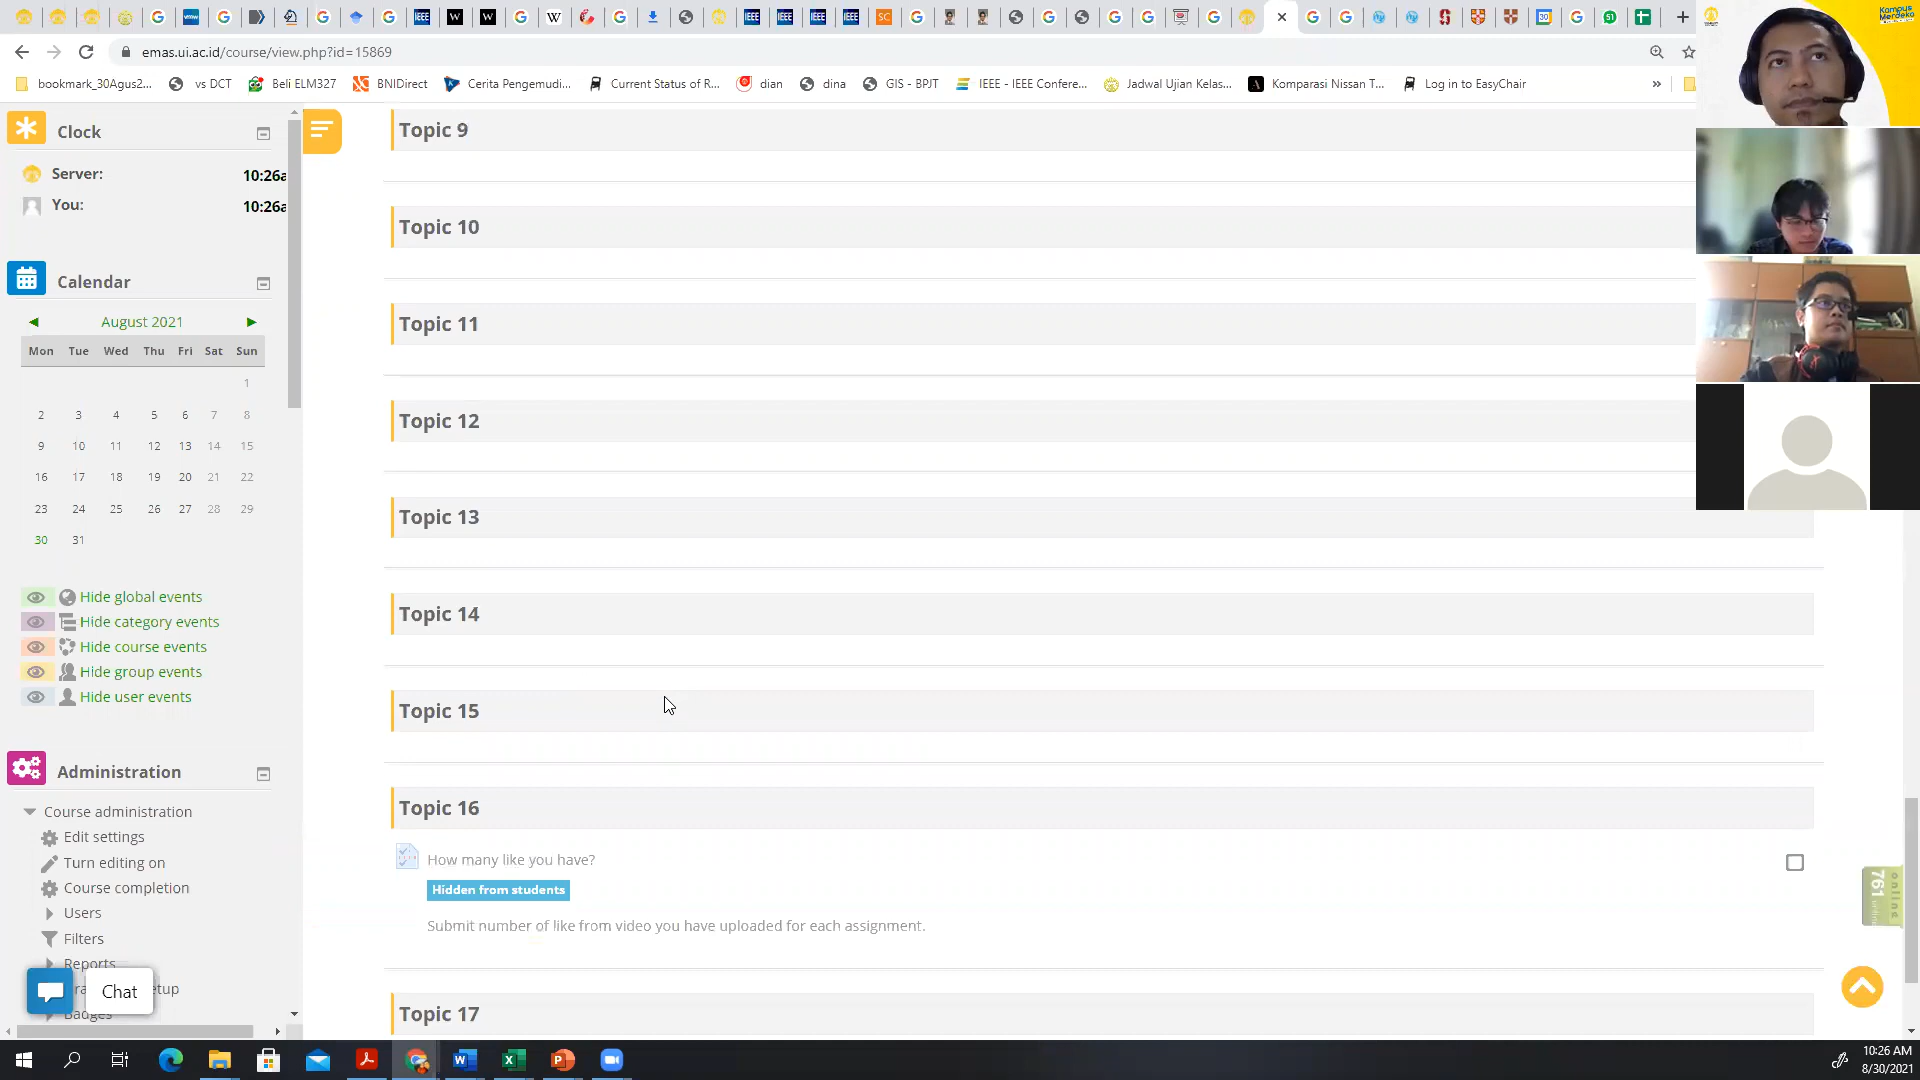 emas.ui.ac.id/course/view.php?id=15869
bookmark_30Agus2...
vs DCT
Beli ELM327
BNIDirect
Cerita Pengemudi...
Current Status of R...
dian
dina
GIS - BPJT
IEEE - IEEE Confere...
Jadwal Ujian Kelas...
Komparasi Nissan T...
Log in to EasyChair
»
Kampus
Merdeka
Clock
Server: 10:26a
You: 10:26a
Calendar
August 2021
Mon Tue Wed Thu Fri Sat Sun
1
2 3 4 5 6 7 8
9 10 11 12 13 14 15
16 17 18 19 20 21 22
23 24 25 26 27 28 29
30 31
Hide global events
Hide category events
Hide course events
Hide group events
Hide user events
Administration
Course administration
Edit settings
Turn editing on
Course completion
Users
Filters
Reports
etup
Badges
Chat
Topic 9
Topic 10
Topic 11
Topic 12
Topic 13
Topic 14
Topic 15
Topic 16
How many like you have?
Hidden from students
Submit number of like from video you have uploaded for each assignment.
Topic 17
761
online
10:26 AM
8/30/2021